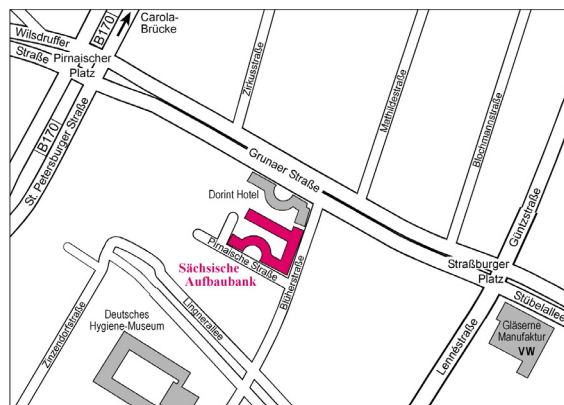 Carola-
Brücke
B170
Wilsdruffer
Straße
Pirnaischer
Platz
B170
St. Petersburger Straße
Zirkusstraße
Mathildestraße
Blochmannstraße
Grunaer Straße
Dorint Hotel
Pirnaische Straße
Sächsische
Aufbaubank
Blüherstraße
Straßburger
Platz
Güntzstraße
Stübelallee
Gläserne
Manufaktur
VW
Lennéstraße
Lingnerallee
Deutsches
Hygiene-Museum
Zinzendorfstraße